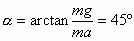 α = arctan mg/ma = 45°